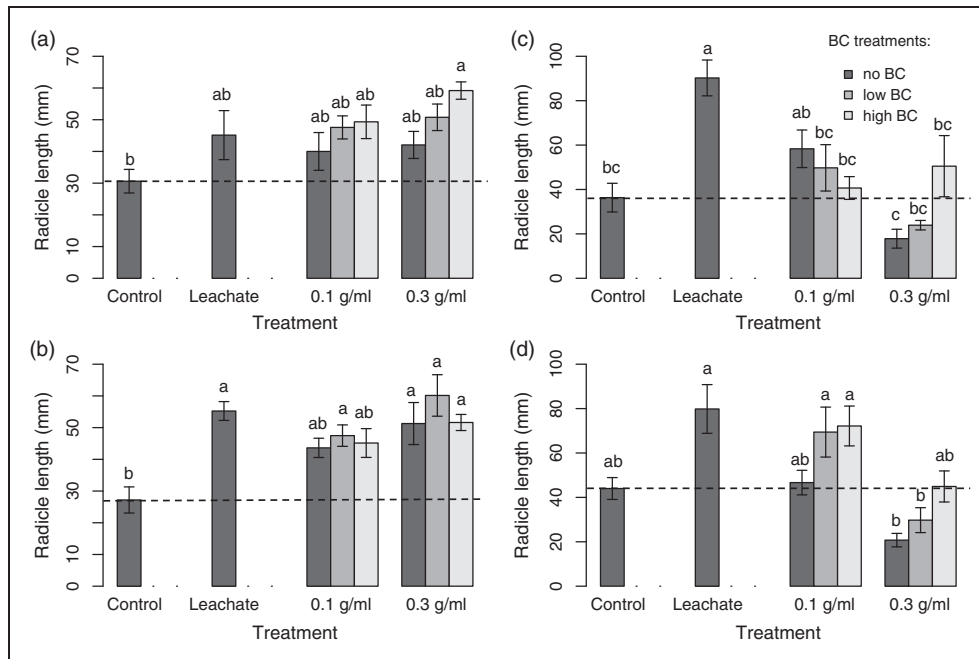 (a)
70
60
50
40
30
20
10
0
Radicle length (mm)
b
ab
ab
ab
ab
ab
ab
a
Control
Leachate
0.1 g/ml
0.3 g/ml
Treatment
(c)
100
80
60
40
20
0
Radicle length (mm)
bc
a
ab
bc
bc
c
bc
bc
BC treatments:
no BC
low BC
high BC
Control
Leachate
0.1 g/ml
0.3 g/ml
Treatment
(b)
70
50
30
10
0
Radicle length (mm)
b
a
ab
a
ab
a
a
a
Control
Leachate
0.1 g/ml
0.3 g/ml
Treatment
(d)
100
80
60
40
20
0
Radicle length (mm)
ab
a
ab
a
a
b
b
ab
Control
Leachate
0.1 g/ml
0.3 g/ml
Treatment